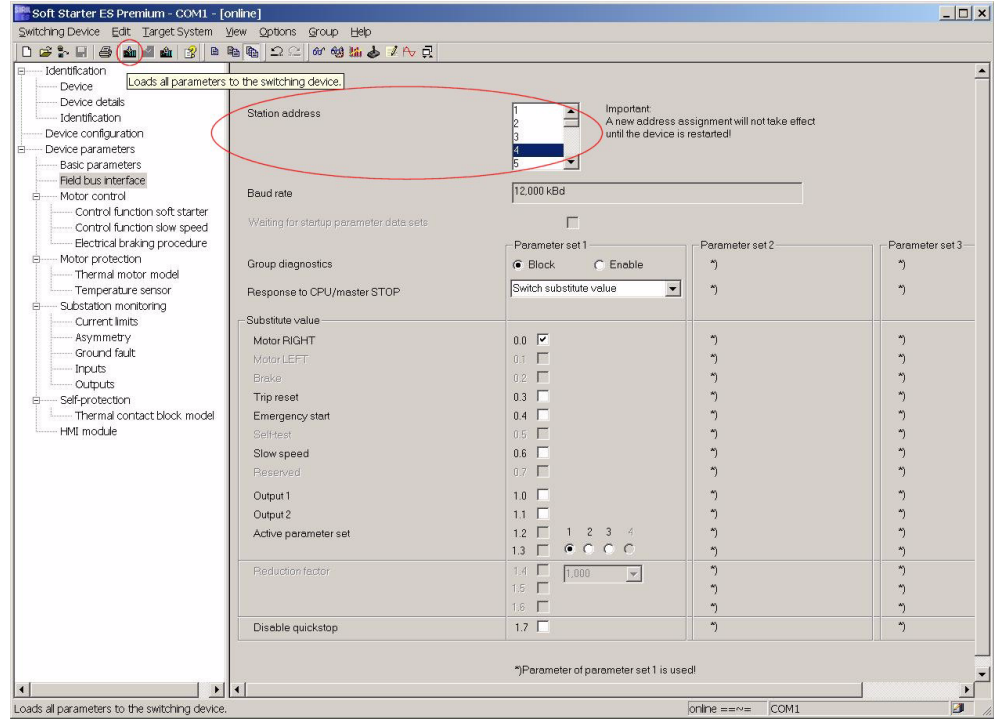 Soft Starter ES Premium - COM1 - [online]
Switching Device Edit Target System View Options Group Help
Loads all parameters to the switching device.
Identification
Device
Device details
Identification
Device configuration
Device parameters
Basic parameters
Field bus interface
Motor control
Control function soft starter
Control function slow speed
Electrical braking procedure
Motor protection
Thermal motor model
Temperature sensor
Substation monitoring
Current limits
Asymmetry
Ground fault
Inputs
Outputs
Self-protection
Thermal contact block model
HMI module
Station address
1
2
3
4
5
Important:
A new address assignment will not take effect
until the device is restarted!
Baud rate 12,000 kBd
Waiting for startup parameter data sets
Parameter set 1 Parameter set 2 Parameter set 3
Group diagnostics Block Enable *) *)
Response to CPU/master STOP Switch substitute value *) *)
Substitute value
Motor RIGHT 0.0 *) *)
Motor LEFT 0.1 *) *)
Brake 0.2 *) *)
Trip reset 0.3 *) *)
Emergency start 0.4 *) *)
Self-test 0.5 *) *)
Slow speed 0.6 *) *)
Reserved 0.7 *) *)
Output 1 1.0 *) *)
Output 2 1.1 *) *)
Active parameter set 1.2 1 2 3 4 *) *)
1.3 *) *)
Reduction factor 1.4 1,000 *) *)
1.5 *) *)
1.6 *) *)
Disable quickstop 1.7 *) *)
*)Parameter of parameter set 1 is used!
Loads all parameters to the switching device. online ==~= COM1